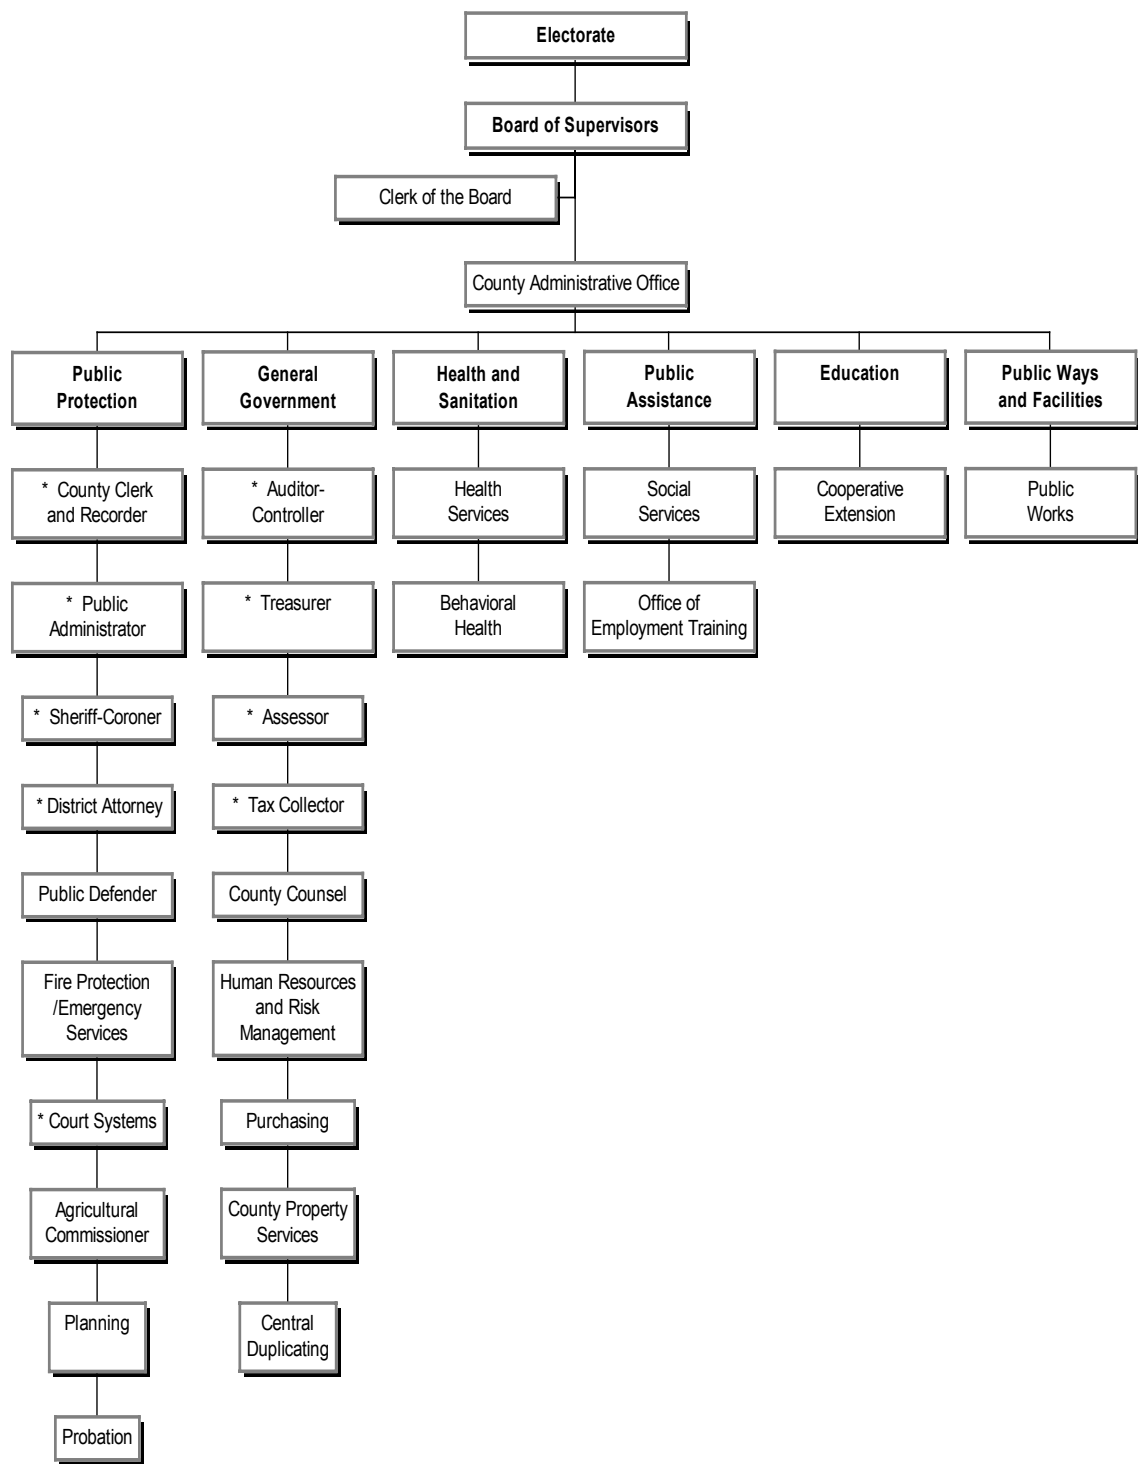 Electorate
Board of Supervisors
Clerk of the Board
County Administrative Office
Public
Protection
General
Government
Health and
Sanitation
Public
Assistance
Education
Public Ways
and Facilities
* County Clerk
and Recorder
* Auditor-
Controller
Health
Services
Social
Services
Cooperative
Extension
Public
Works
* Public
Administrator
* Treasurer
Behavioral
Health
Office of
Employment Training
* Sheriff-Coroner
* Assessor
* District Attorney
* Tax Collector
Public Defender
County Counsel
Fire Protection
/Emergency
Services
Human Resources
and Risk
Management
* Court Systems
Purchasing
Agricultural
Commissioner
County Property
Services
Planning
Central
Duplicating
Probation